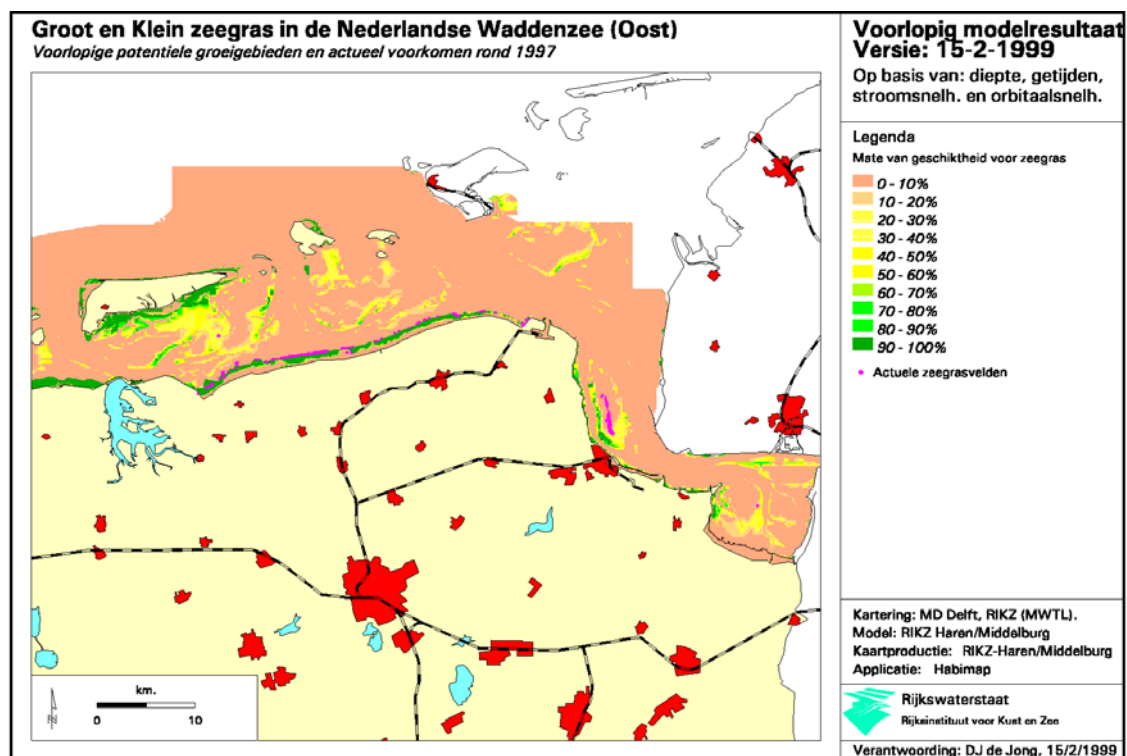 Groot en Klein zeegras in de Nederlandse Waddenzee (Oost)
Voorlopige potentiele groeigebieden en actueel voorkomen rond 1997
Voorlopig modelresultaat
Versie: 15-2-1999
Op basis van: diepte, getijden,
stroomsnelh. en orbitaalsnelh.
Legenda
Mate van geschiktheid voor zeegras
0 - 10%
10 - 20%
20 - 30%
30 - 40%
40 - 50%
50 - 60%
60 - 70%
70 - 80%
80 - 90%
90 - 100%
Actuele zeegrasvelden
N
km.
0 10
Kartering: MD Delft, RIKZ (MWTL).
Model: RIKZ Haren/Middelburg
Kaartproductie: RIKZ-Haren/Middelburg
Applicatie: Habimap
Rijkswaterstaat
Rijksinstituut voor Kust en Zee
Verantwoording: DJ de Jong, 15/2/1999